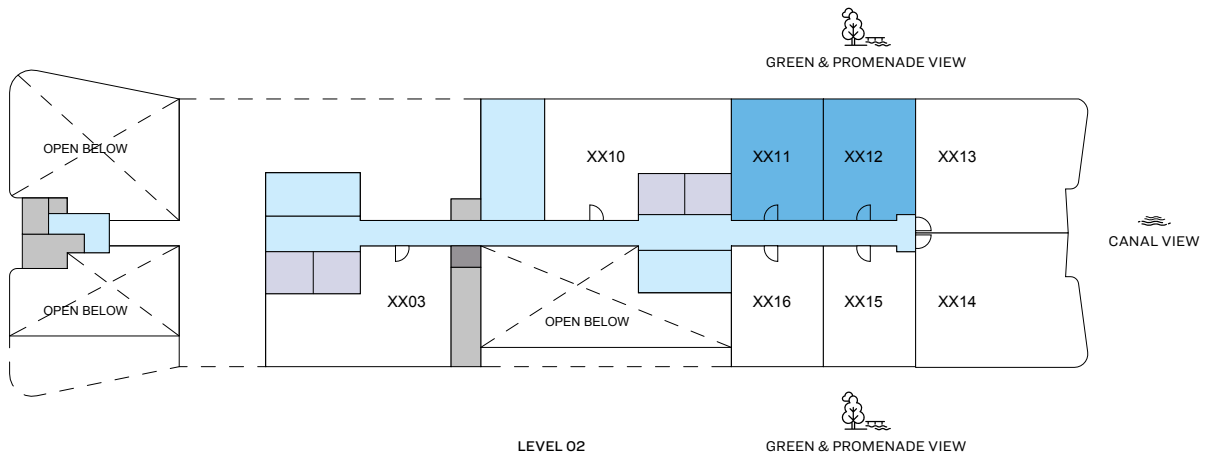 GREEN & PROMENADE VIEW
OPEN BELOW
XX10
XX11
XX12
XX13
CANAL VIEW
XX03
OPEN BELOW
OPEN BELOW
XX16
XX15
XX14
LEVEL 02
GREEN & PROMENADE VIEW